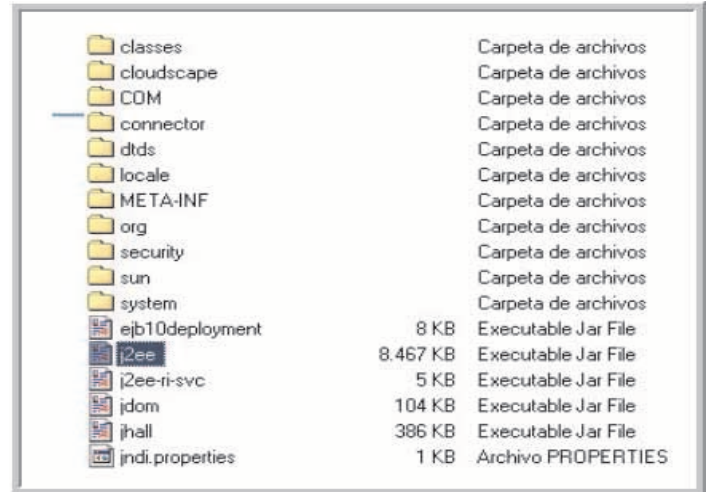 classes Carpeta de archivos
cloudscape Carpeta de archivos
COM Carpeta de archivos
connector Carpeta de archivos
dtds Carpeta de archivos
locale Carpeta de archivos
META-INF Carpeta de archivos
org Carpeta de archivos
security Carpeta de archivos
sun Carpeta de archivos
system Carpeta de archivos
ejb10deployment 8 KB Executable Jar File
j2ee 8.467 KB Executable Jar File
j2ee-ri-svc 5 KB Executable Jar File
jdom 104 KB Executable Jar File
jhall 386 KB Executable Jar File
jndi.properties 1 KB Archivo PROPERTIES